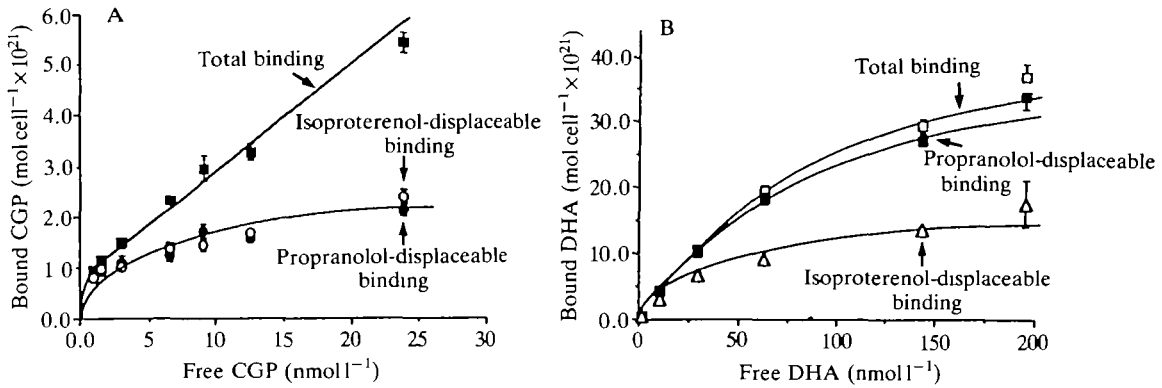 A
Bound CGP (mol cell⁻¹ × 10²¹)
6.0
5.0
4.0
3.0
2.0
1.0
0.0
Total binding
Isoproterenol-displaceable
binding
Propranolol-displaceable
binding
0 5 10 15 20 25 30
Free CGP (nmol l⁻¹)
B
Bound DHA (mol cell⁻¹ × 10²¹)
40.0
30.0
20.0
10.0
0.0
Total binding
Propranolol-displaceable
binding
Isoproterenol-displaceable
binding
0 50 100 150 200
Free DHA (nmol l⁻¹)